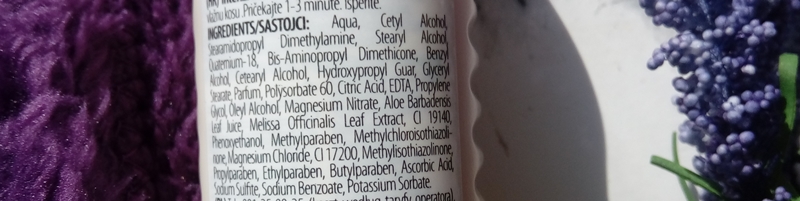 vlažnu kosu. Pričekajte 1-3 minute. Isperite.
INGREDIENTS/SASTOJCI: Aqua, Cetyl Alcohol,
Stearamidopropyl Dimethylamine, Stearyl Alcohol,
Quaternium-18, Bis-Aminopropyl Dimethicone, Benzyl
Alcohol, Cetearyl Alcohol, Hydroxypropyl Guar, Glyceryl
Stearate, Parfum, Polysorbate 60, Citric Acid, EDTA, Propylene
Glycol, Oleyl Alcohol, Magnesium Nitrate, Aloe Barbadensis
Leaf Juice, Melissa Officinalis Leaf Extract, CI 19140,
Phenoxyethanol, Methylparaben, Methylchloroisothiazoli-
none, Magnesium Chloride, CI 17200, Methylisothiazolinone,
Propylparaben, Ethylparaben, Butylparaben, Ascorbic Acid,
Sodium Sulfite, Sodium Benzoate, Potassium Sorbate.